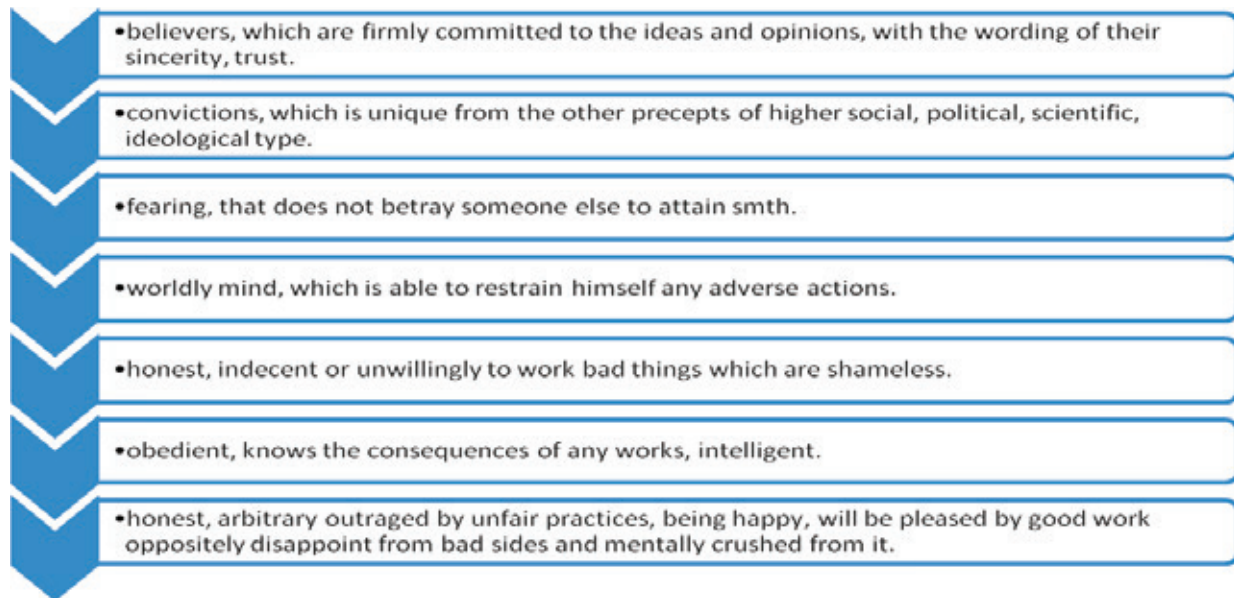 •believers, which are firmly committed to the ideas and opinions, with the wording of their
sincerity, trust.
•convictions, which is unique from the other precepts of higher social, political, scientific,
ideological type.
•fearing, that does not betray someone else to attain smth.
•worldly mind, which is able to restrain himself any adverse actions.
•honest, indecent or unwillingly to work bad things which are shameless.
•obedient, knows the consequences of any works, intelligent.
•honest, arbitrary outraged by unfair practices, being happy, will be pleased by good work
oppositely disappoint from bad sides and mentally crushed from it.